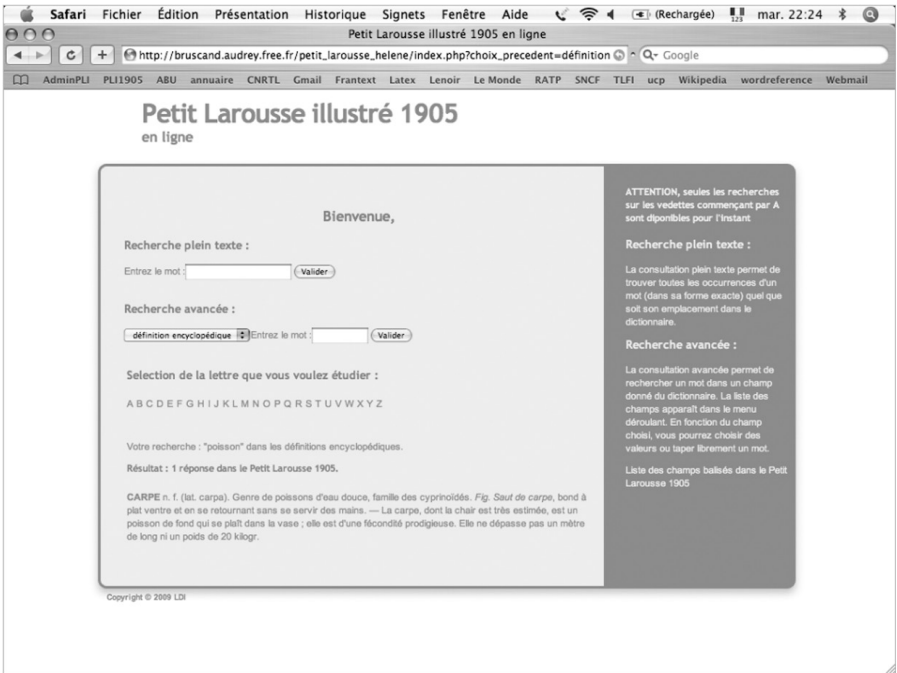 Safari Fichier Édition Présentation Historique Signets Fenêtre Aide (Rechargée) 123 mar. 22:24
Petit Larousse illustré 1905 en ligne
http://bruscand.audrey.free.fr/petit_larousse_helene/index.php?choix_precedent=définition Google
AdminPLI PLI1905 ABU annuaire CNRTL Gmail Frantext Latex Lenoir Le Monde RATP SNCF TLFI ucp Wikipedia wordreference Webmail
Petit Larousse illustré 1905
en ligne
Bienvenue,
Recherche plein texte :
Entrez le mot : Valider
Recherche avancée :
définition encyclopédique Entrez le mot : Valider
Selection de la lettre que vous voulez étudier :
A B C D E F G H I J K L M N O P Q R S T U V W X Y Z
Votre recherche : "poisson" dans les définitions encyclopédiques.
Résultat : 1 réponse dans le Petit Larousse 1905.
CARPE n. f. (lat. carpa). Genre de poissons d'eau douce, famille des cyprinoïdés. Fig. Saut de carpe, bond à
plat ventre et en se retournant sans se servir des mains. — La carpe, dont la chair est très estimée, est un
poisson de fond qui se plaît dans la vase ; elle est d'une fécondité prodigieuse. Elle ne dépasse pas un mètre
de long ni un poids de 20 kilogr.
ATTENTION, seules les recherches
sur les vedettes commençant par A
sont diponibles pour l'instant
Recherche plein texte :
La consultation plein texte permet de
trouver toutes les occurrences d'un
mot (dans sa forme exacte) quel que
soit son emplacement dans le
dictionnaire.
Recherche avancée :
La consultation avancée permet de
rechercher un mot dans un champ
donné du dictionnaire. La liste des
champs apparaît dans le menu
déroulant. En fonction du champ
choisi, vous pourrez choisir des
valeurs ou taper librement un mot.
Liste des champs balisés dans le Petit
Larousse 1905
Copyright © 2009 LDI